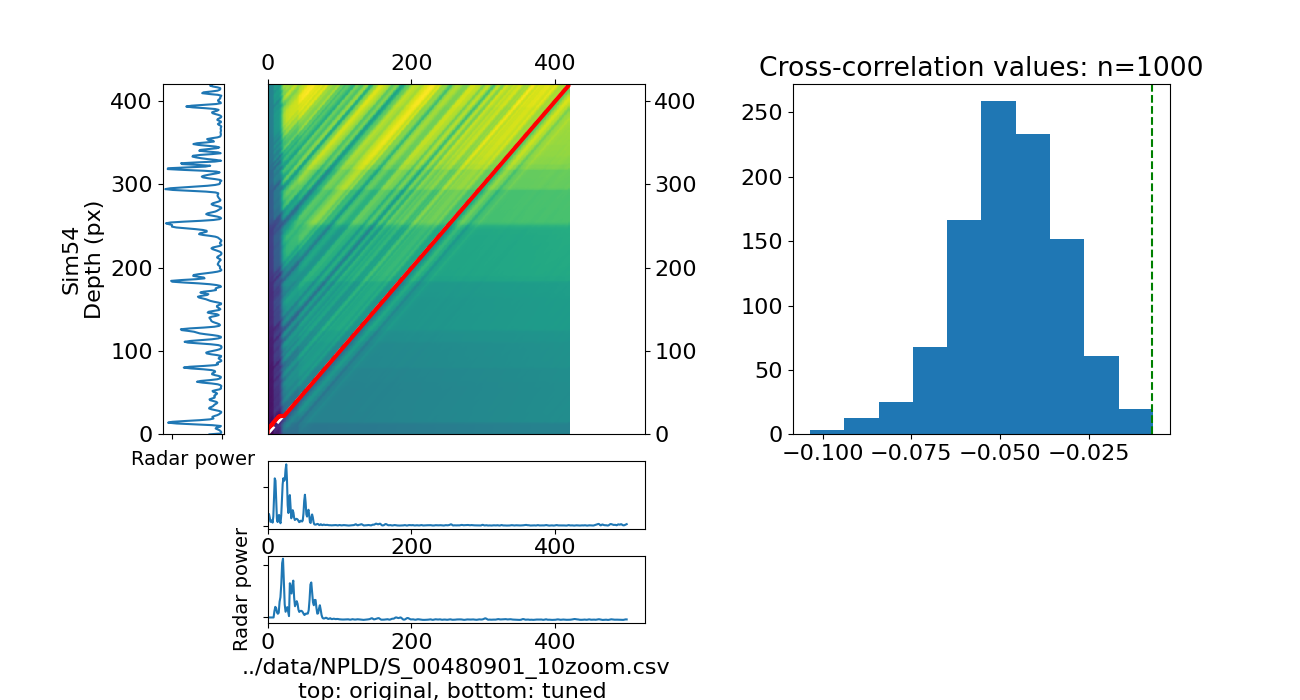 0 200 400
Cross-correlation values: n=1000
400
300
200
100
0
Sim54
Depth (px)
Radar power
400
300
200
100
0
250
200
150
100
50
0
−0.100 −0.075 −0.050 −0.025
0 200 400
Radar power
0 200 400
../data/NPLD/S_00480901_10zoom.csv
top: original, bottom: tuned